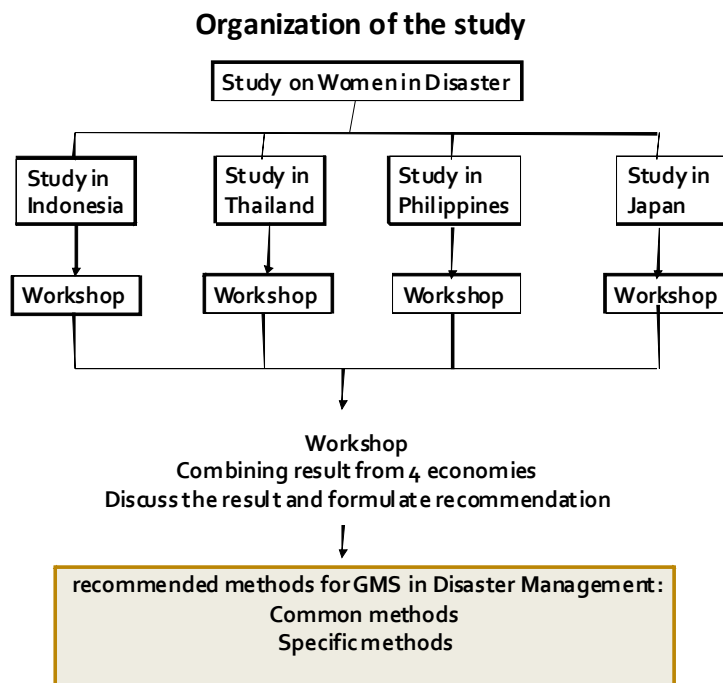 Organization of the study
Study on Women in Disaster
Study in
Indonesia
Study in
Thailand
Study in
Philippines
Study in
Japan
Workshop
Workshop
Workshop
Workshop
Workshop
Combining result from 4 economies
Discuss the result and formulate recommendation
recommended methods for GMS in Disaster Management:
Common methods
Specific methods